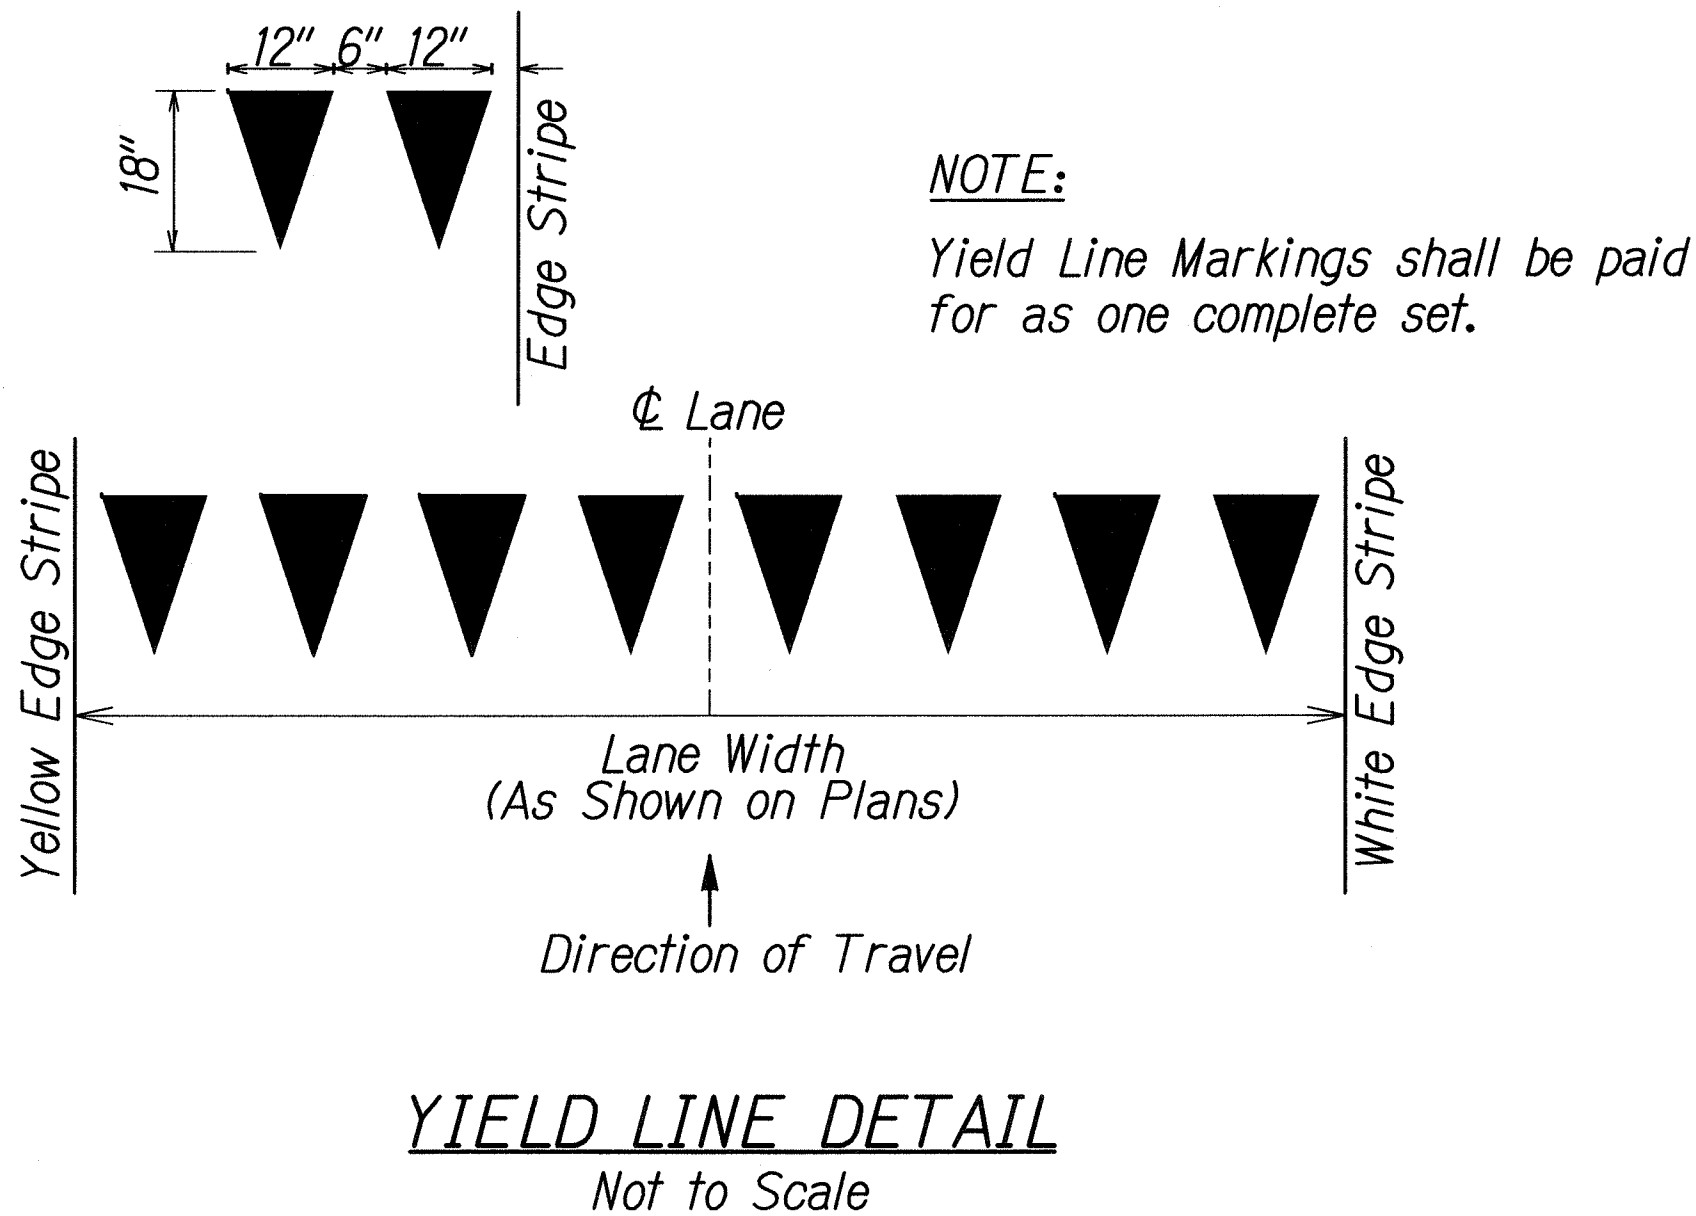 12" 6" 12"
18"
Edge Stripe
NOTE:
Yield Line Markings shall be paid
for as one complete set.
℄ Lane
Yellow Edge Stripe
White Edge Stripe
Lane Width
(As Shown on Plans)
Direction of Travel
YIELD LINE DETAIL
Not to Scale